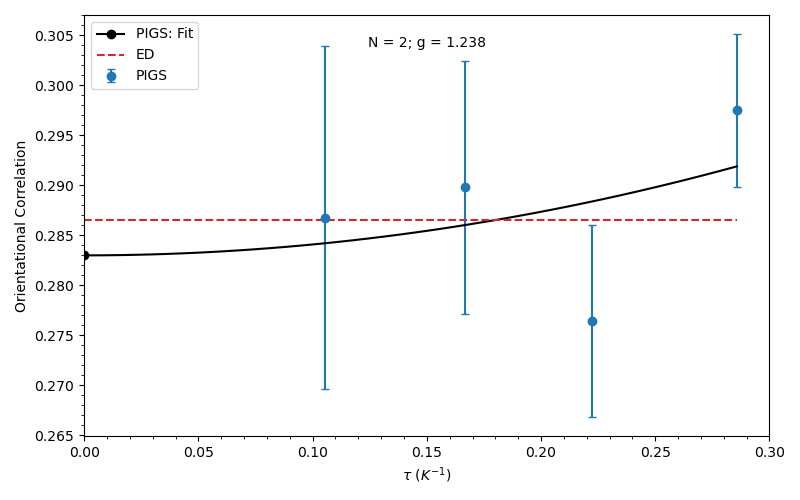 N = 2; g = 1.238
PIGS: Fit
ED
PIGS
Orientational Correlation
0.305
0.300
0.295
0.290
0.285
0.280
0.275
0.270
0.265
0.00 0.05 0.10 0.15 0.20 0.25 0.30
τ (K⁻¹)